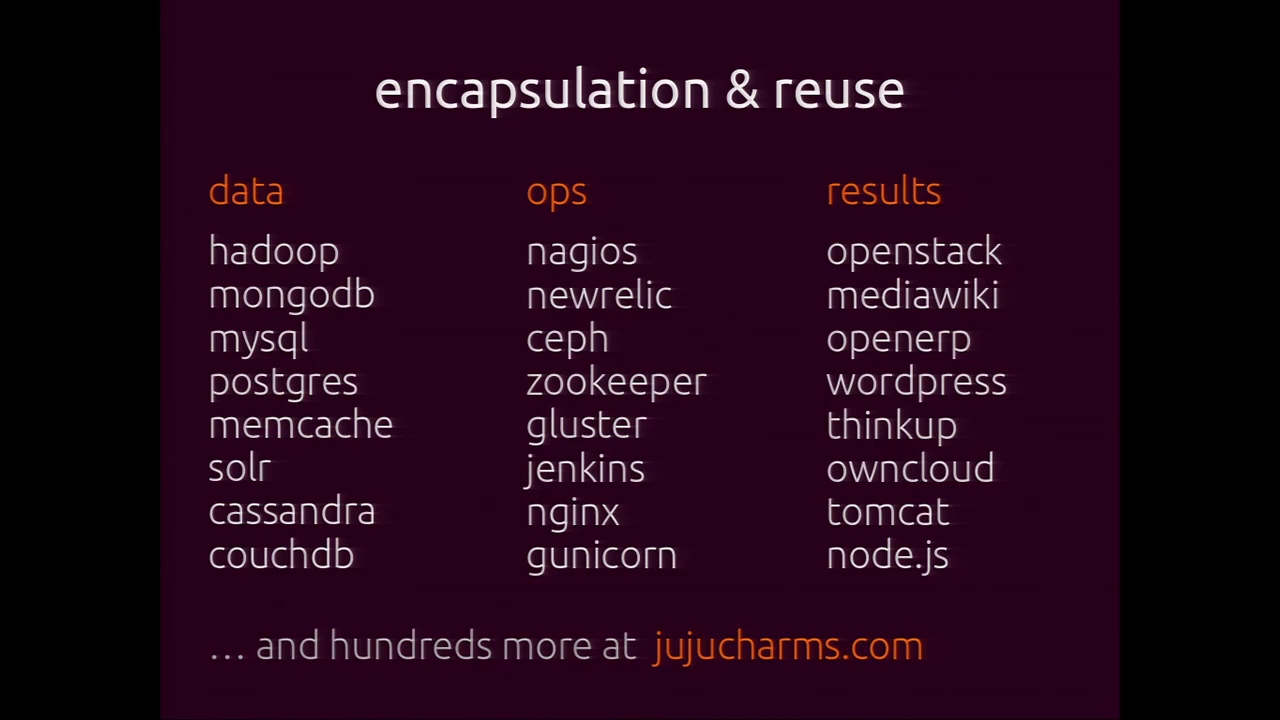 encapsulation & reuse
data ops results
hadoop nagios openstack
mongodb newrelic mediawiki
mysql ceph openerp
postgres zookeeper wordpress
memcache gluster thinkup
solr jenkins owncloud
cassandra nginx tomcat
couchdb gunicorn node.js
… and hundreds more at jujucharms.com